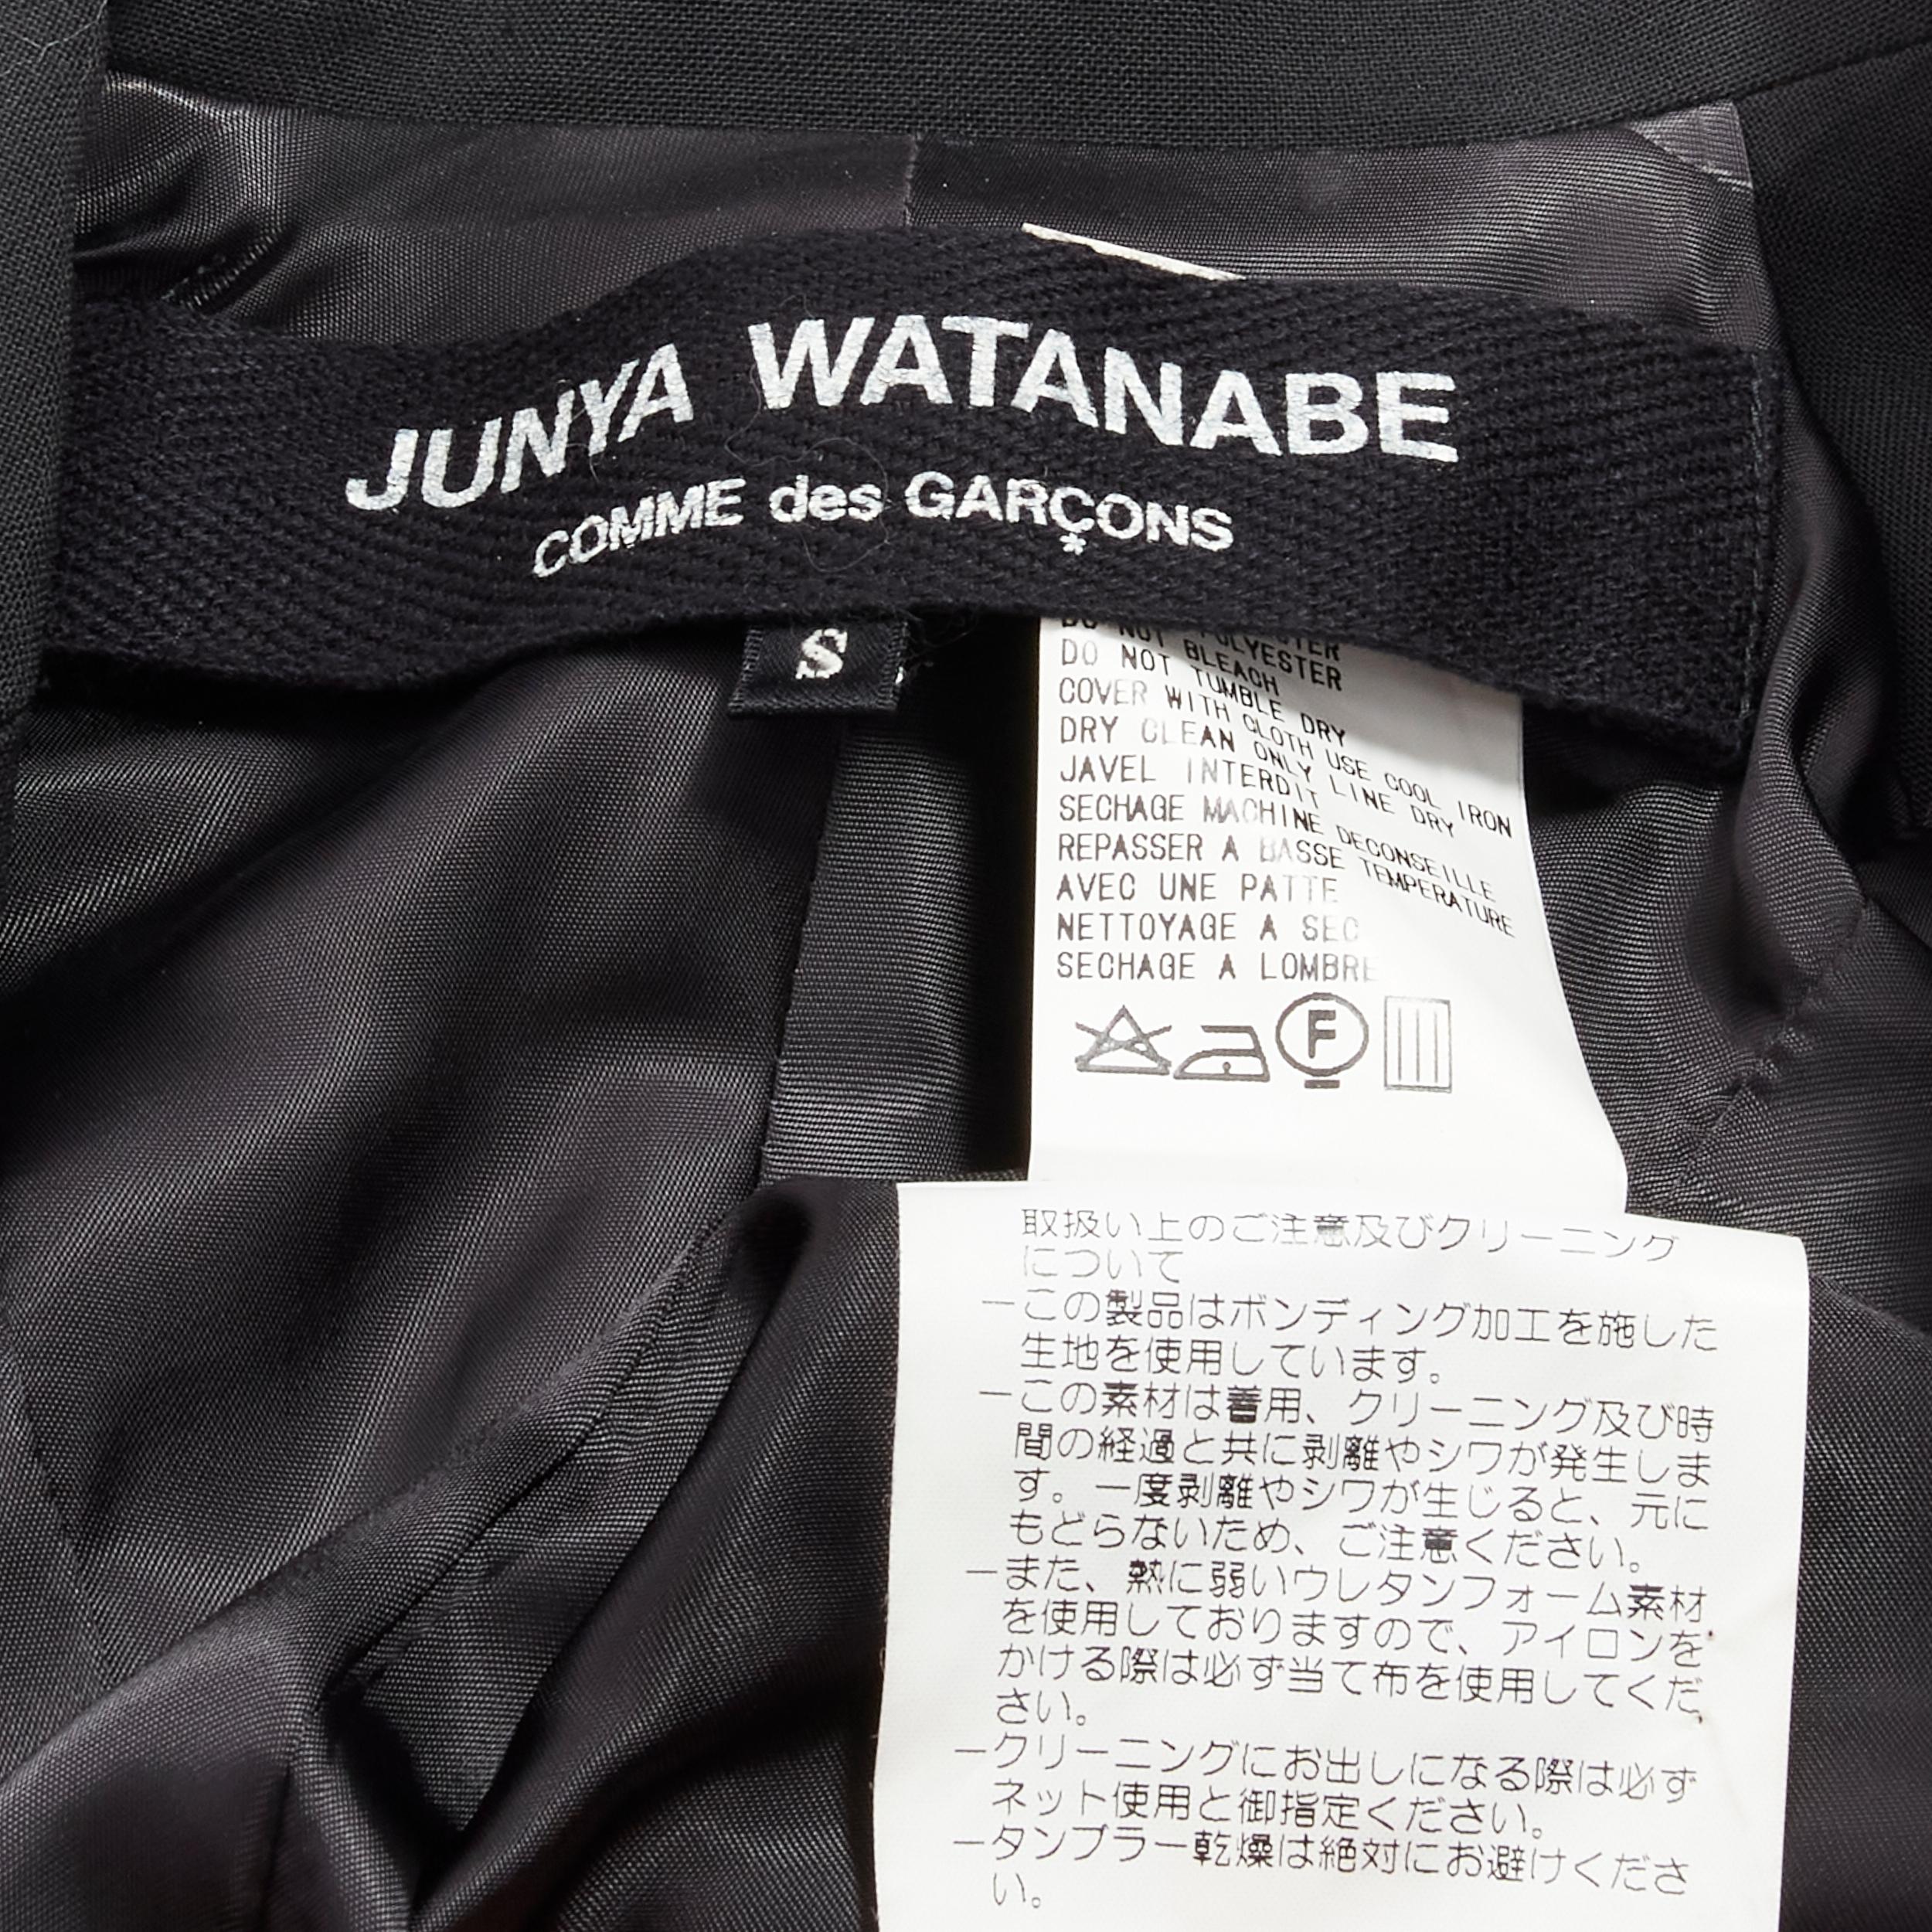 JUNYA WATANABE
COMME des GARÇONS
S
DO NOT BLEACH
DO NOT TUMBLE DRY
COVER WITH CLOTH USE COOL IRON
DRY CLEAN ONLY LINE DRY
JAVEL INTERDIT
SECHAGE MACHINE DECONSEILLE
REPASSER A BASSE TEMPERATURE
AVEC UNE PATTE
NETTOYAGE A SEC
SECHAGE A LOMBRE
F
取扱い上のご注意及びクリーニング
について
ーこの製品はボンディング加工を施した
生地を使用しています。
ーこの素材は着用、クリーニング及び時
間の経過と共に剥離やシワが発生しま
す。一度剥離やシワが生じると、元に
もどらないため、ご注意ください。
ーまた、熱に弱いウレタンフォーム素材
を使用しておりますので、アイロンを
かける際は必ず当て布を使用してくだ
さい。
ークリーニングにお出しになる際は必ず
ネット使用と御指定ください。
ータンブラー乾燥は絶対にお避けくださ
い。